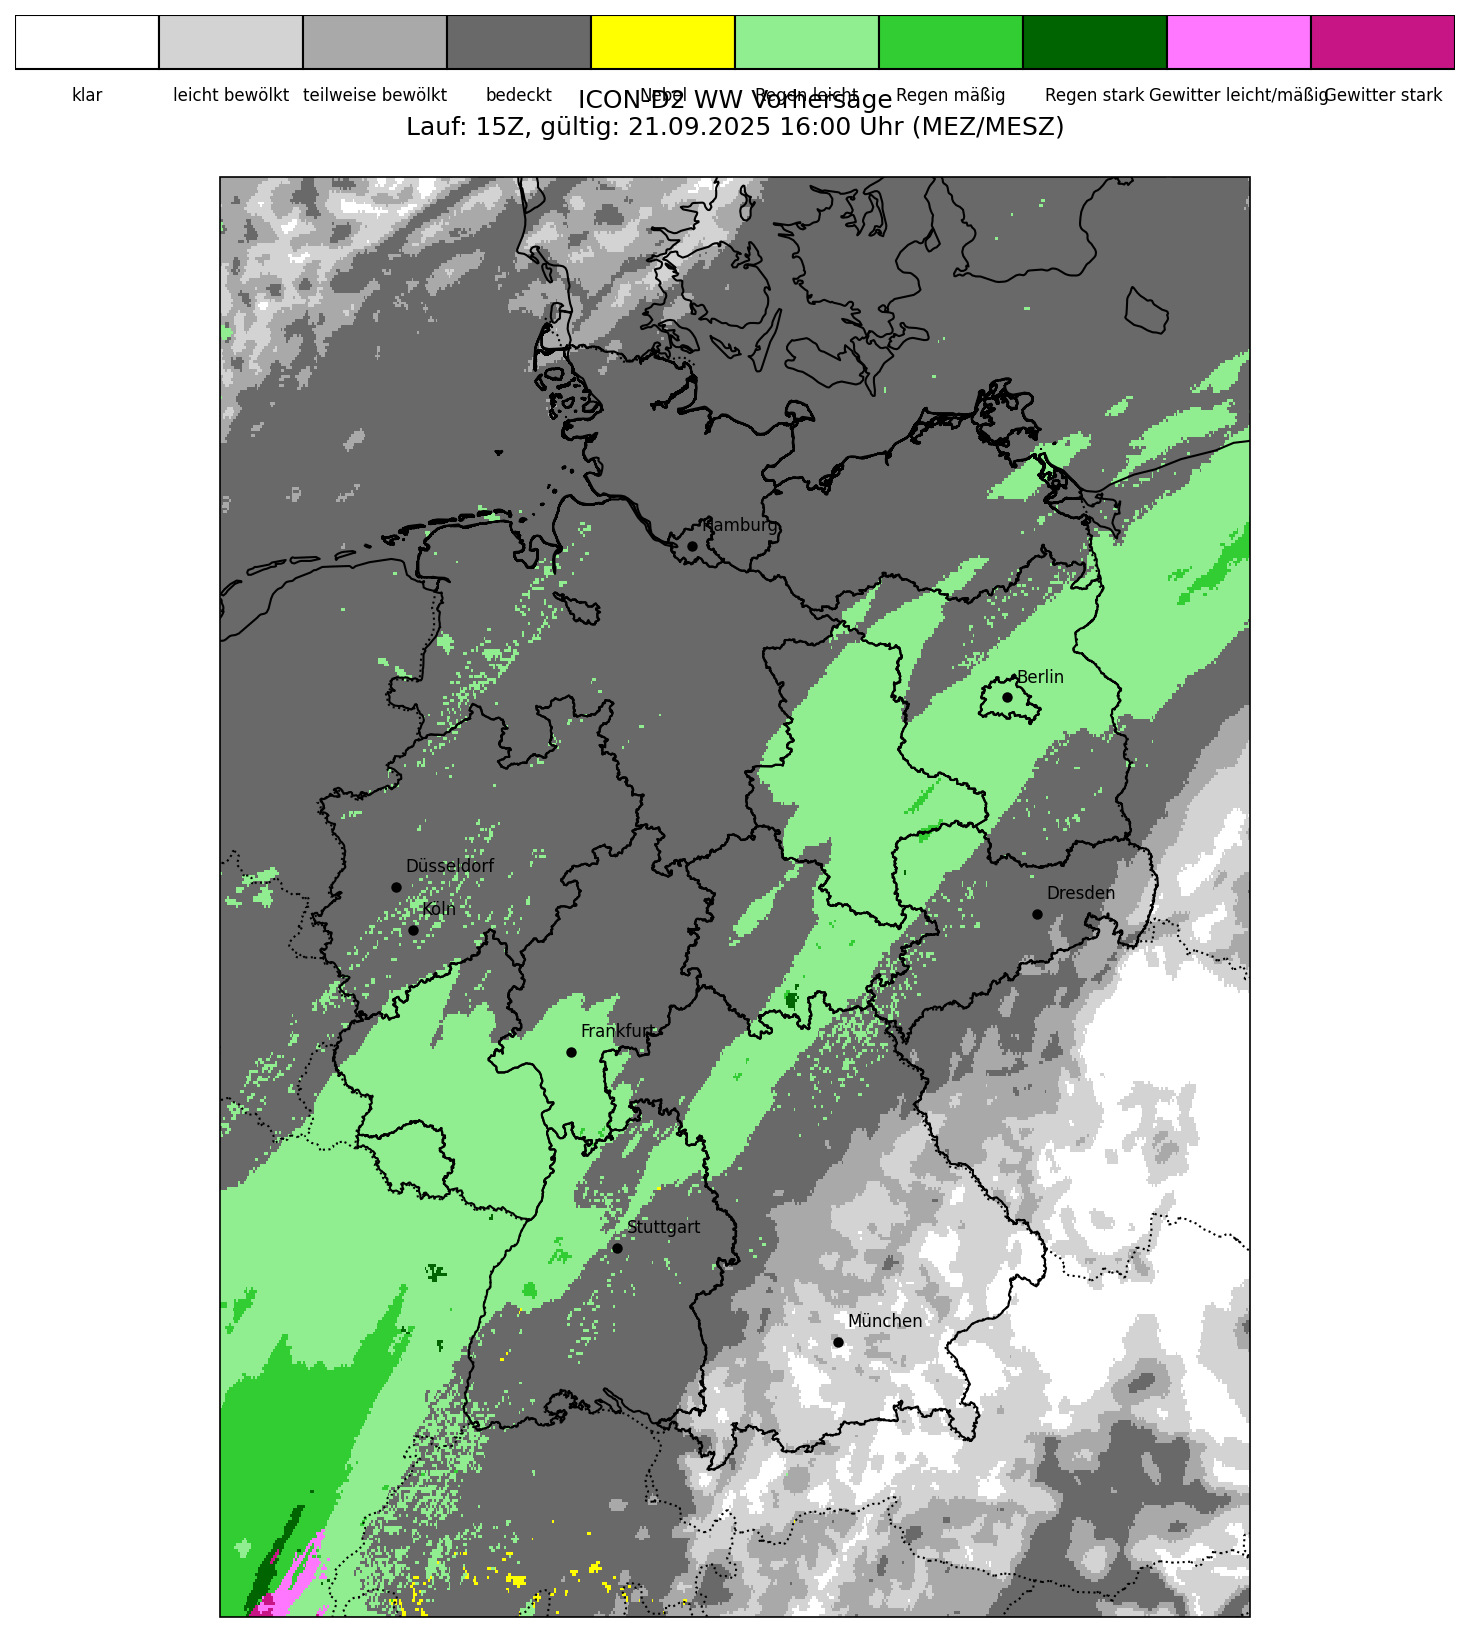 klar leicht bewölkt teilweise bewölkt bedeckt Nebel Regen leicht Regen mäßig Regen stark Gewitter leicht/mäßig Gewitter stark
ICON-D2 WW Vorhersage
Lauf: 15Z, gültig: 21.09.2025 16:00 Uhr (MEZ/MESZ)
Hamburg
Berlin
Düsseldorf
Dresden
Köln
Frankfurt
Stuttgart
München